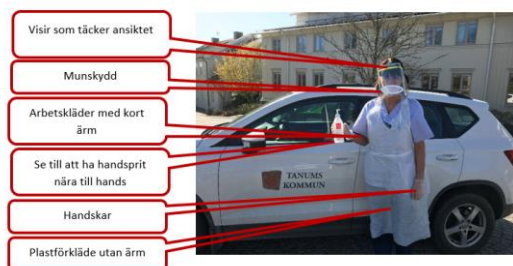 Visir som täcker ansiktet
Munskydd
Arbetskläder med kort
ärm
Se till att ha handsprit
nära till hands
Handskar
Plastförkläde utan ärm
TANUMS
KOMMUN